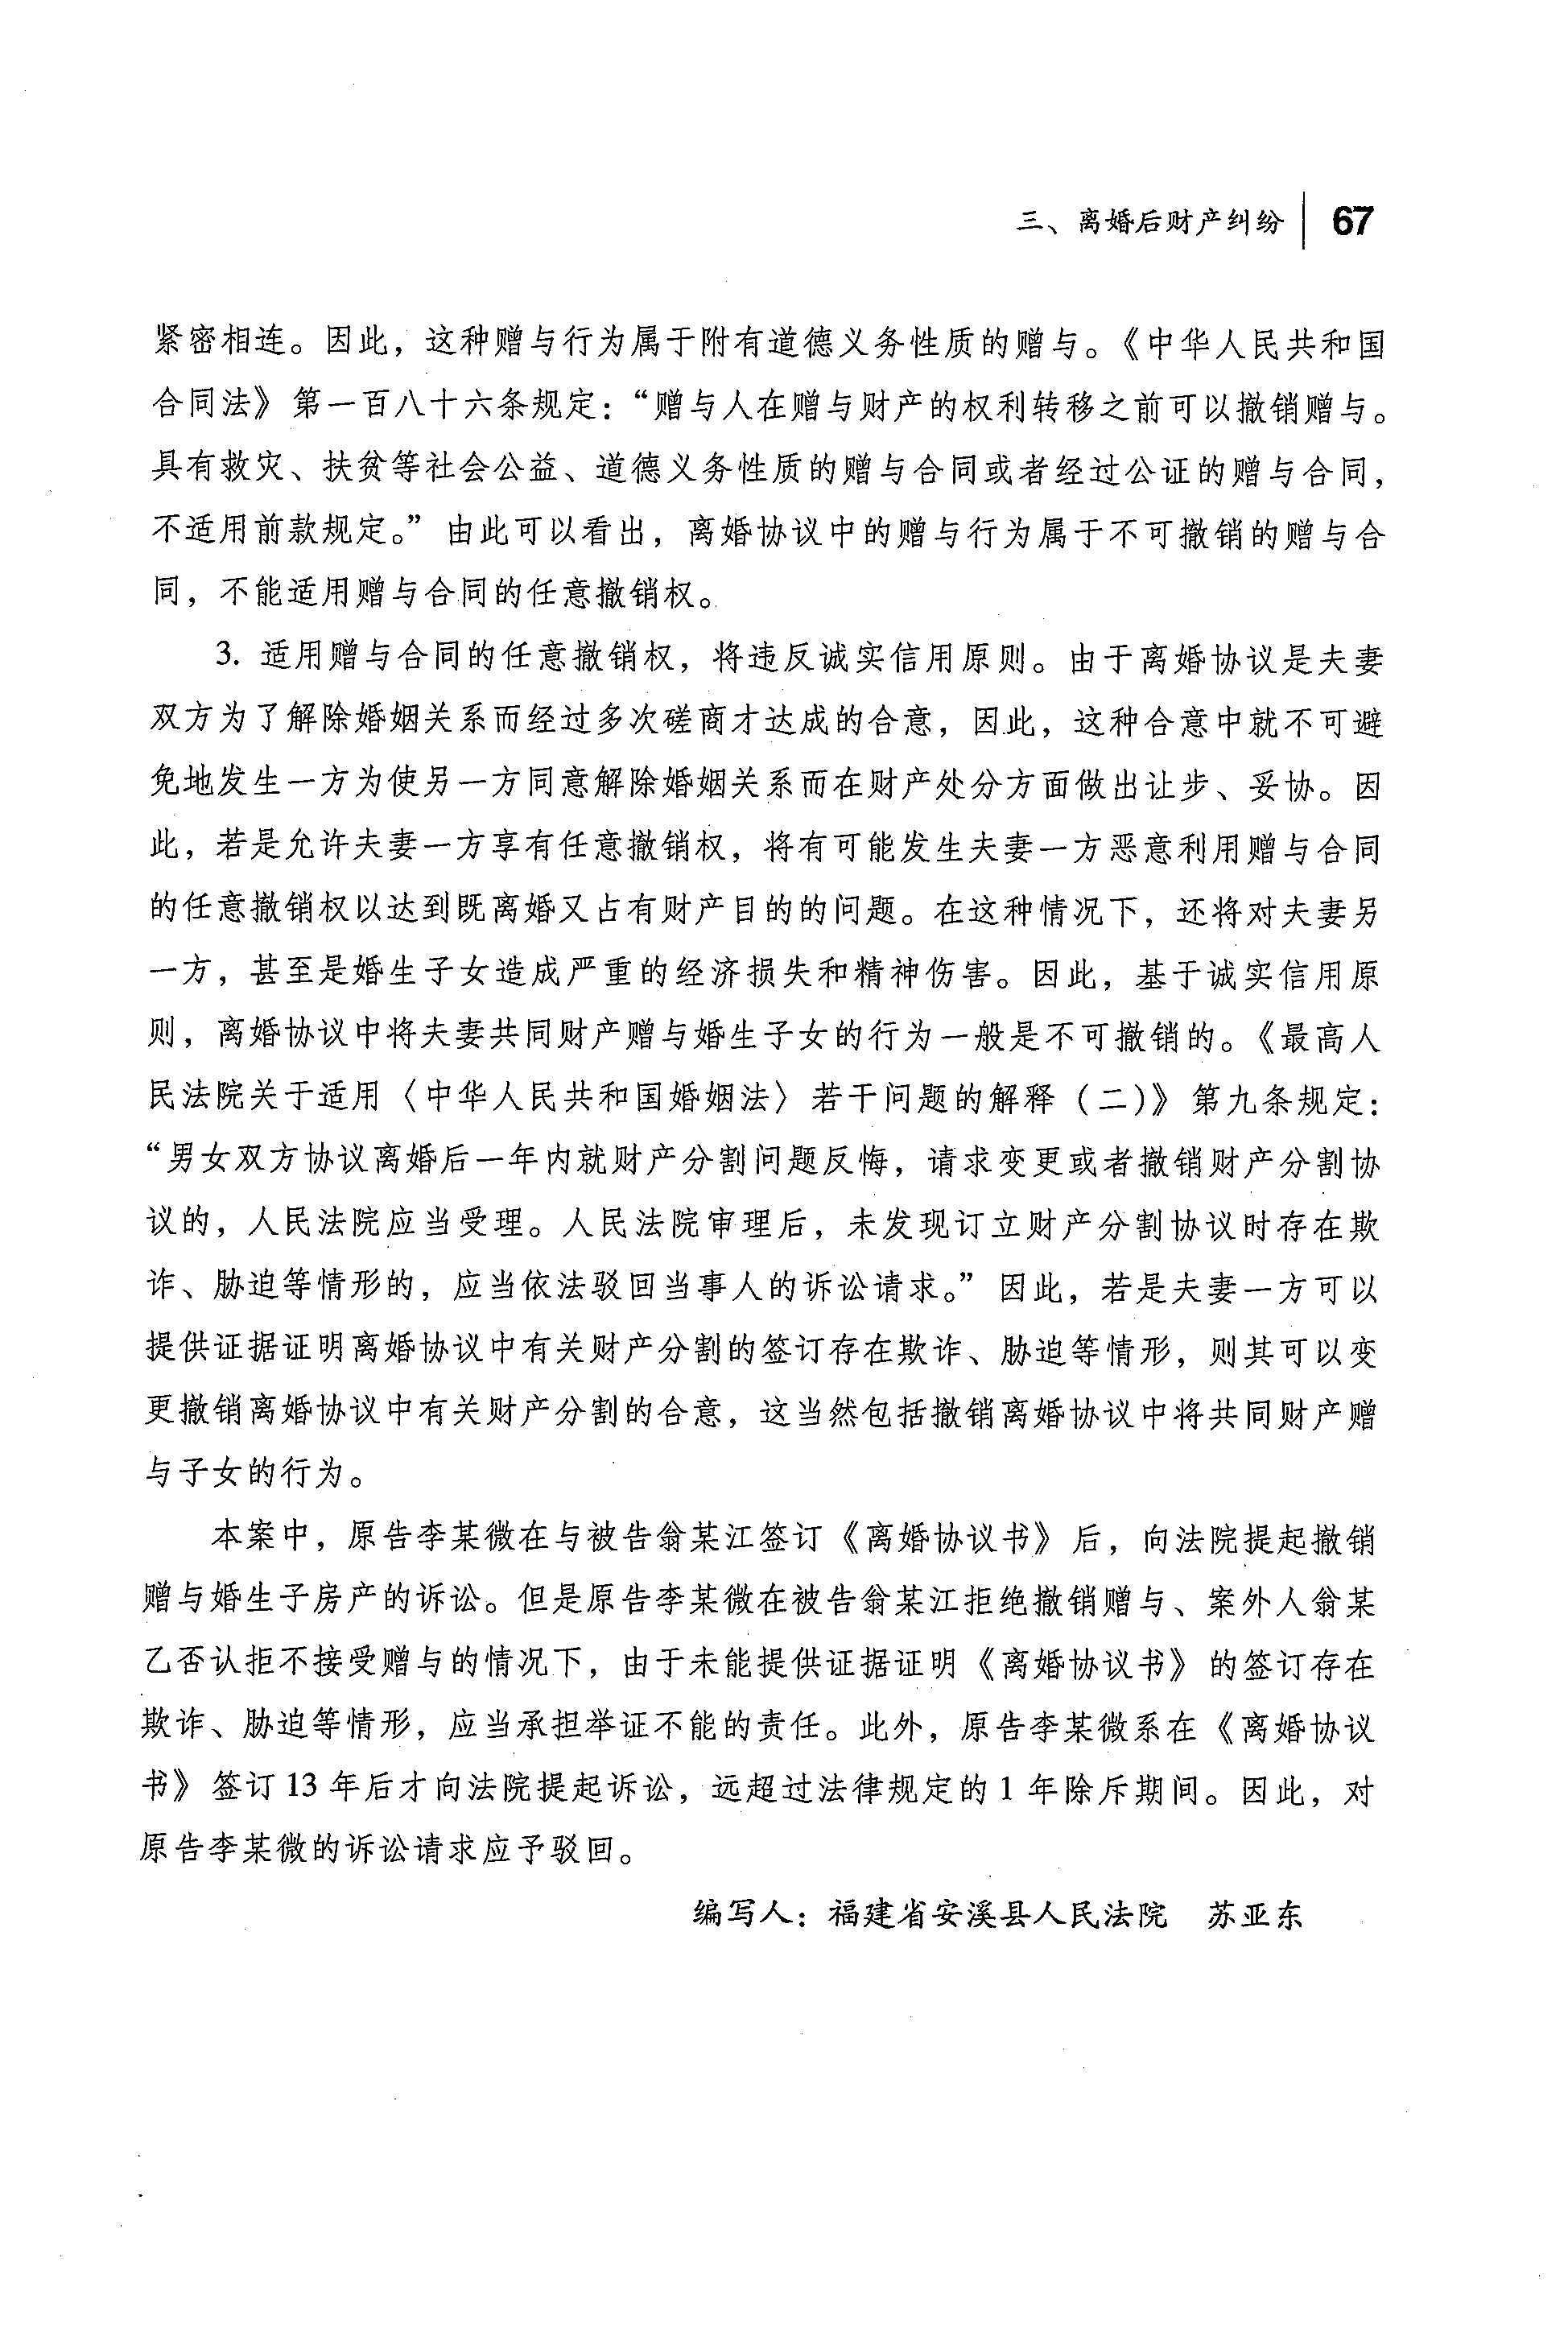 三、离婚后财产纠纷 67
紧密相连。因此，这种赠与行为属于附有道德义务性质的赠与。《中华人民共和国
合同法》第一百八十六条规定：“赠与人在赠与财产的权利转移之前可以撤销赠与。
具有救灾、扶贫等社会公益、道德义务性质的赠与合同或者经过公证的赠与合同，
不适用前款规定。”由此可以看出，离婚协议中的赠与行为属于不可撤销的赠与合
同，不能适用赠与合同的任意撤销权。
3. 适用赠与合同的任意撤销权，将违反诚实信用原则。由于离婚协议是夫妻
双方为了解除婚姻关系而经过多次磋商才达成的合意，因此，这种合意中就不可避
免地发生一方为使另一方同意解除婚姻关系而在财产处分方面做出让步、妥协。因
此，若是允许夫妻一方享有任意撤销权，将有可能发生夫妻一方恶意利用赠与合同
的任意撤销权以达到既离婚又占有财产目的的问题。在这种情况下，还将对夫妻另
一方，甚至是婚生子女造成严重的经济损失和精神伤害。因此，基于诚实信用原
则，离婚协议中将夫妻共同财产赠与婚生子女的行为一般是不可撤销的。《最高人
民法院关于适用〈中华人民共和国婚姻法〉若干问题的解释（二）》第九条规定：
“男女双方协议离婚后一年内就财产分割问题反悔，请求变更或者撤销财产分割协
议的，人民法院应当受理。人民法院审理后，未发现订立财产分割协议时存在欺
诈、胁迫等情形的，应当依法驳回当事人的诉讼请求。”因此，若是夫妻一方可以
提供证据证明离婚协议中有关财产分割的签订存在欺诈、胁迫等情形，则其可以变
更撤销离婚协议中有关财产分割的合意，这当然包括撤销离婚协议中将共同财产赠
与子女的行为。
本案中，原告李某微在与被告翁某江签订《离婚协议书》后，向法院提起撤销
赠与婚生子房产的诉讼。但是原告李某微在被告翁某江拒绝撤销赠与、案外人翁某
乙否认拒不接受赠与的情况下，由于未能提供证据证明《离婚协议书》的签订存在
欺诈、胁迫等情形，应当承担举证不能的责任。此外，原告李某微系在《离婚协议
书》签订 13 年后才向法院提起诉讼，远超过法律规定的 1 年除斥期间。因此，对
原告李某微的诉讼请求应予驳回。
编写人：福建省安溪县人民法院 苏亚东